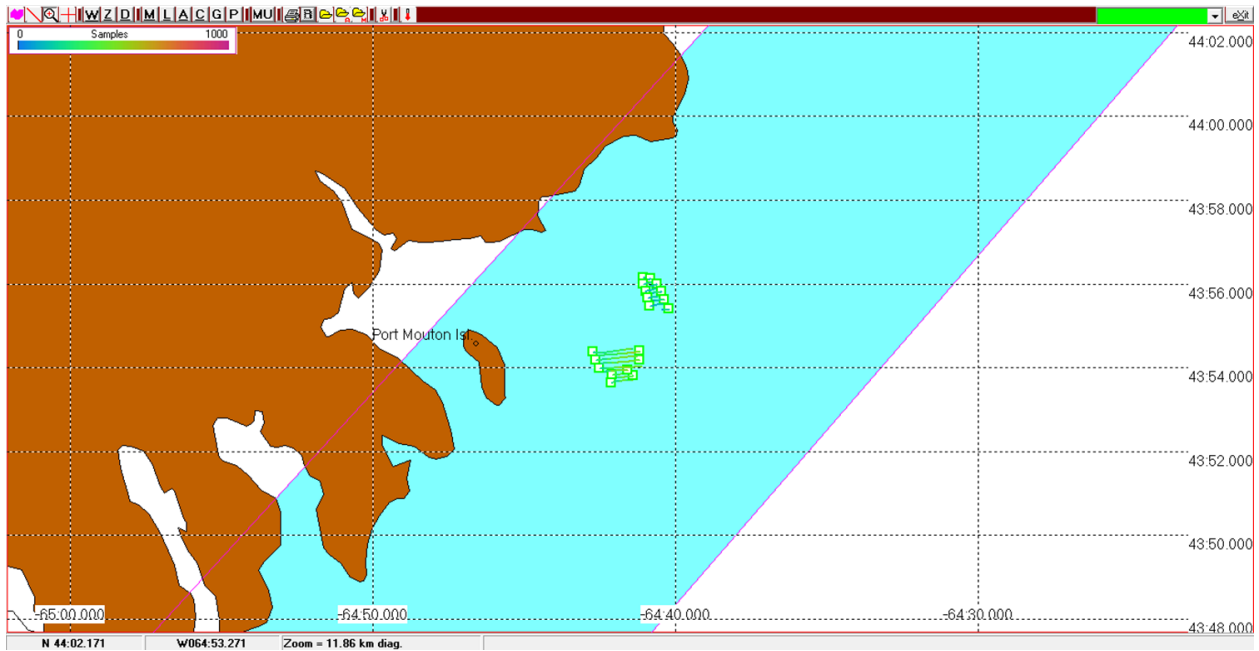 W Z D M L A C G P MU R eXit
0 Samples 1000
44:02.000
44:00.000
43:58.000
43:56.000
Port Mouton Isl.
43:54.000
43:52.000
43:50.000
-65:00.000 -64:50.000 -64:40.000 -64:30.000
43:48.000
N 44:02.171 W064:53.271 Zoom = 11.86 km diag.